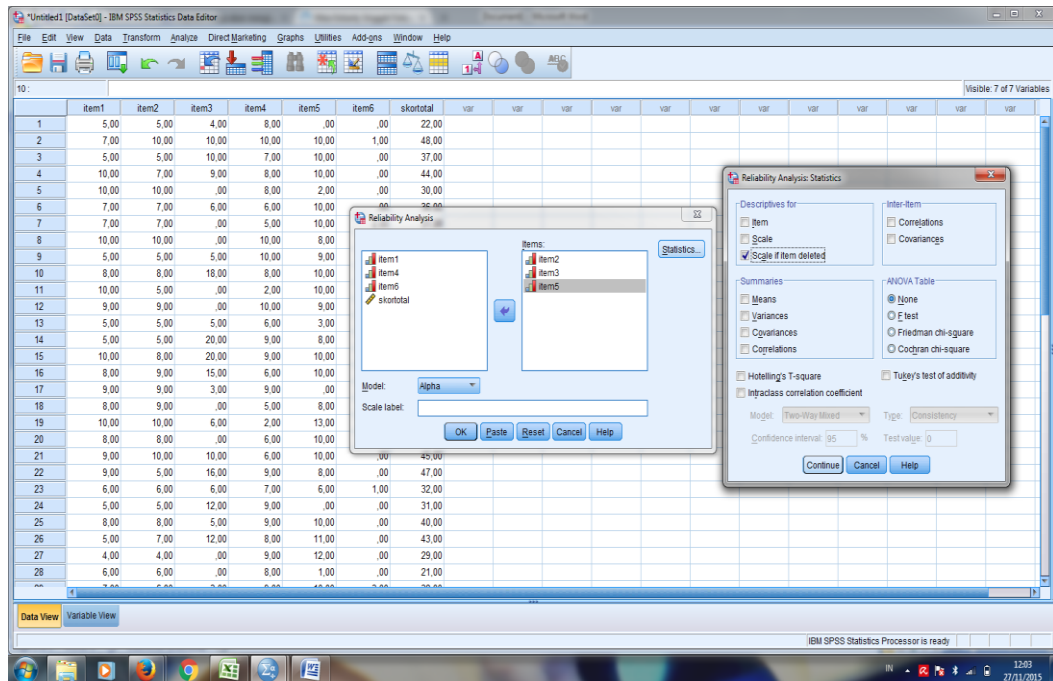 *Untitled1 [DataSet0] - IBM SPSS Statistics Data Editor
File Edit View Data Transform Analyze Direct Marketing Graphs Utilities Add-ons Window Help
10 :
Visible: 7 of 7 Variables
item1 item2 item3 item4 item5 item6 skortotal var var var var var var var var var var
1 5,00 5,00 4,00 8,00 ,00 ,00 22,00
2 7,00 10,00 10,00 10,00 10,00 1,00 48,00
3 5,00 5,00 10,00 7,00 10,00 ,00 37,00
4 10,00 7,00 9,00 8,00 10,00 ,00 44,00
5 10,00 10,00 ,00 8,00 2,00 ,00 30,00
6 7,00 7,00 6,00 6,00 10,00
7 7,00 7,00 ,00 5,00 10,00
8 10,00 10,00 ,00 10,00 8,00
9 5,00 5,00 5,00 10,00 9,00
10 8,00 8,00 18,00 8,00 10,00
11 10,00 5,00 ,00 2,00 10,00
12 9,00 9,00 ,00 10,00 9,00
13 5,00 5,00 5,00 6,00 3,00
14 5,00 5,00 20,00 9,00 8,00
15 10,00 8,00 20,00 9,00 10,00
16 8,00 9,00 15,00 6,00 10,00
17 9,00 9,00 3,00 9,00 ,00
18 8,00 9,00 ,00 5,00 8,00
19 10,00 10,00 6,00 2,00 13,00
20 8,00 8,00 ,00 6,00 10,00
21 9,00 10,00 10,00 6,00 10,00 ,00 45,00
22 9,00 5,00 16,00 9,00 8,00 ,00 47,00
23 6,00 6,00 6,00 7,00 6,00 1,00 32,00
24 5,00 5,00 12,00 9,00 ,00 ,00 31,00
25 8,00 8,00 5,00 9,00 10,00 ,00 40,00
26 5,00 7,00 12,00 8,00 11,00 ,00 43,00
27 4,00 4,00 ,00 9,00 12,00 ,00 29,00
28 6,00 6,00 ,00 8,00 1,00 ,00 21,00
Reliability Analysis
Items:
item1
item4
item6
skortotal
item2
item3
item5
Statistics...
Model: Alpha
Scale label:
OK Paste Reset Cancel Help
Reliability Analysis: Statistics
Descriptives for
Item
Scale
Scale if item deleted
Inter-Item
Correlations
Covariances
Summaries
Means
Variances
Covariances
Correlations
ANOVA Table
None
F test
Friedman chi-square
Cochran chi-square
Hotelling's T-square
Tukey's test of additivity
Intraclass correlation coefficient
Model: Two-Way Mixed Type: Consistency
Confidence interval: 95 % Test value: 0
Continue Cancel Help
Data View Variable View
IBM SPSS Statistics Processor is ready
IN
12:03
27/11/2015